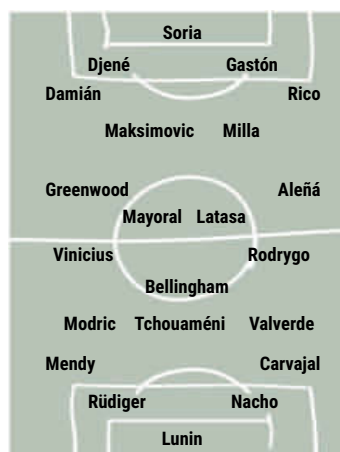 Soria
Djené Gastón
Damián Rico
Maksimovic Milla
Greenwood Aleñá
Mayoral Latasa
Vinicius Rodrygo
Bellingham
Modric Tchouaméni Valverde
Mendy Carvajal
Rüdiger Nacho
Lunin